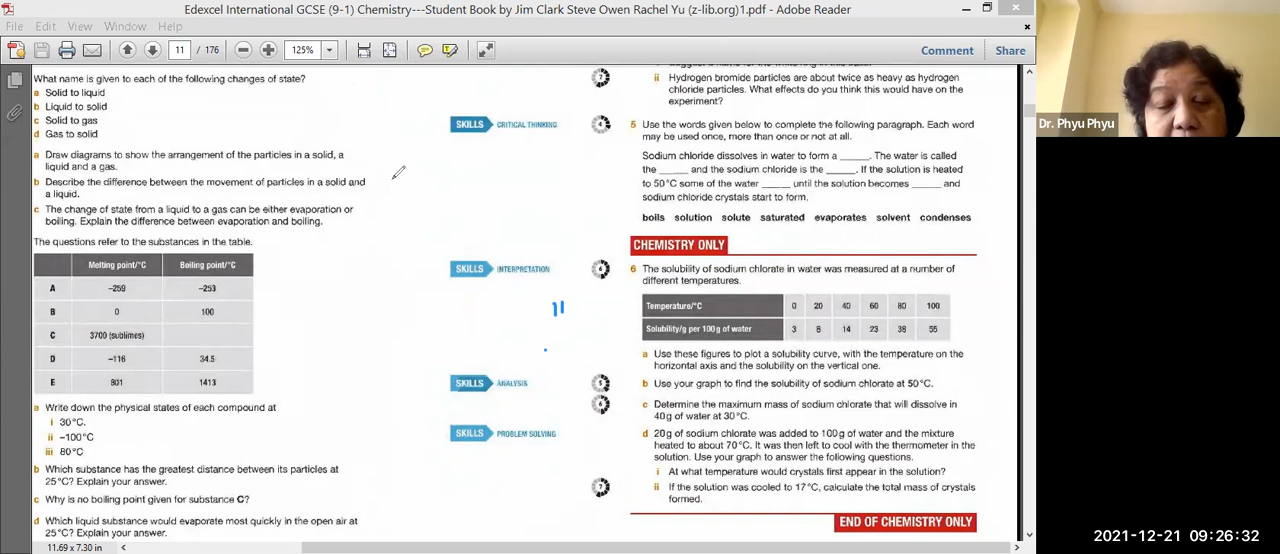 Edexcel International GCSE (9-1) Chemistry---Student Book by Jim Clark Steve Owen Rachel Yu (z-lib.org)1.pdf - Adobe Reader
File Edit View Window Help
11 / 176
125%
Comment
Share
What name is given to each of the following changes of state?
a Solid to liquid
b Liquid to solid
c Solid to gas
d Gas to solid
a Draw diagrams to show the arrangement of the particles in a solid, a
liquid and a gas.
b Describe the difference between the movement of particles in a solid and
a liquid.
c The change of state from a liquid to a gas can be either evaporation or
boiling. Explain the difference between evaporation and boiling.
The questions refer to the substances in the table.
Melting point/°C Boiling point/°C
A −259 −253
B 0 100
C 3700 (sublimes)
D −116 34.5
E 801 1413
a Write down the physical states of each compound at
i 30°C.
ii −100°C
iii 80°C
b Which substance has the greatest distance between its particles at
25°C? Explain your answer.
c Why is no boiling point given for substance C?
d Which liquid substance would evaporate most quickly in the open air at
25°C? Explain your answer.
11.69 x 7.30 in
7
SKILLS CRITICAL THINKING
4
SKILLS INTERPRETATION
6
11
SKILLS ANALYSIS
5
6
SKILLS PROBLEM SOLVING
7
ii Hydrogen bromide particles are about twice as heavy as hydrogen
chloride particles. What effects do you think this would have on the
experiment?
5 Use the words given below to complete the following paragraph. Each word
may be used once, more than once or not at all.
Sodium chloride dissolves in water to form a _____. The water is called
the _____ and the sodium chloride is the _____. If the solution is heated
to 50°C some of the water _____ until the solution becomes _____ and
sodium chloride crystals start to form.
boils solution solute saturated evaporates solvent condenses
CHEMISTRY ONLY
6 The solubility of sodium chlorate in water was measured at a number of
different temperatures.
Temperature/°C 0 20 40 60 80 100
Solubility/g per 100g of water 3 8 14 23 38 55
a Use these figures to plot a solubility curve, with the temperature on the
horizontal axis and the solubility on the vertical one.
b Use your graph to find the solubility of sodium chlorate at 50°C.
c Determine the maximum mass of sodium chlorate that will dissolve in
40g of water at 30°C.
d 20g of sodium chlorate was added to 100g of water and the mixture
heated to about 70°C. It was then left to cool with the thermometer in the
solution. Use your graph to answer the following questions.
i At what temperature would crystals first appear in the solution?
ii If the solution was cooled to 17°C, calculate the total mass of crystals
formed.
END OF CHEMISTRY ONLY
Dr. Phyu Phyu
2021-12-21 09:26:32